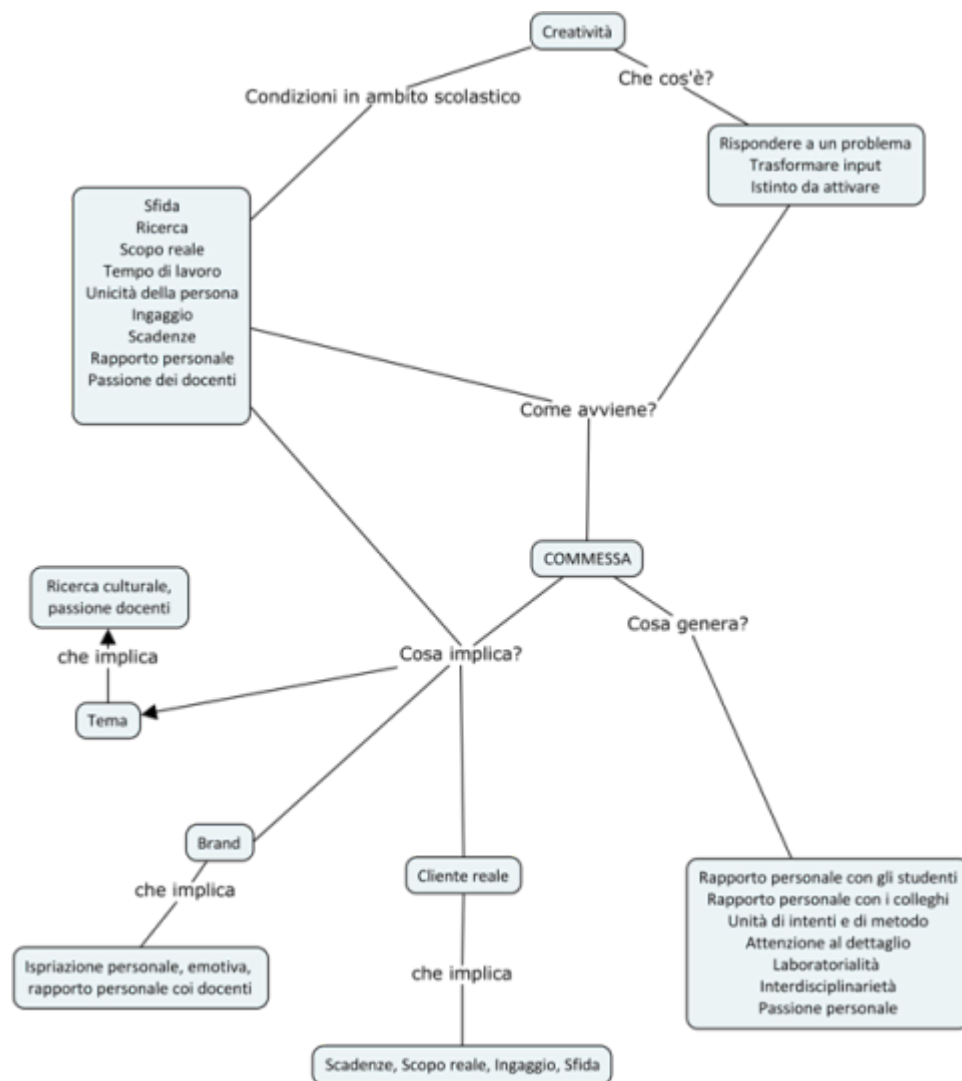 Creatività
Che cos'è?
Condizioni in ambito scolastico
Rispondere a un problema
Trasformare input
Istinto da attivare
Sfida
Ricerca
Scopo reale
Tempo di lavoro
Unicità della persona
Ingaggio
Scadenze
Rapporto personale
Passione dei docenti
Come avviene?
COMMESSA
Ricerca culturale,
passione docenti
Cosa genera?
che implica
Cosa implica?
Tema
Brand
che implica
Cliente reale
Rapporto personale con gli studenti
Rapporto personale con i colleghi
Unità di intenti e di metodo
Attenzione al dettaglio
Laboratorialità
Interdisciplinarietà
Passione personale
Ispriazione personale, emotiva,
rapporto personale coi docenti
che implica
Scadenze, Scopo reale, Ingaggio, Sfida